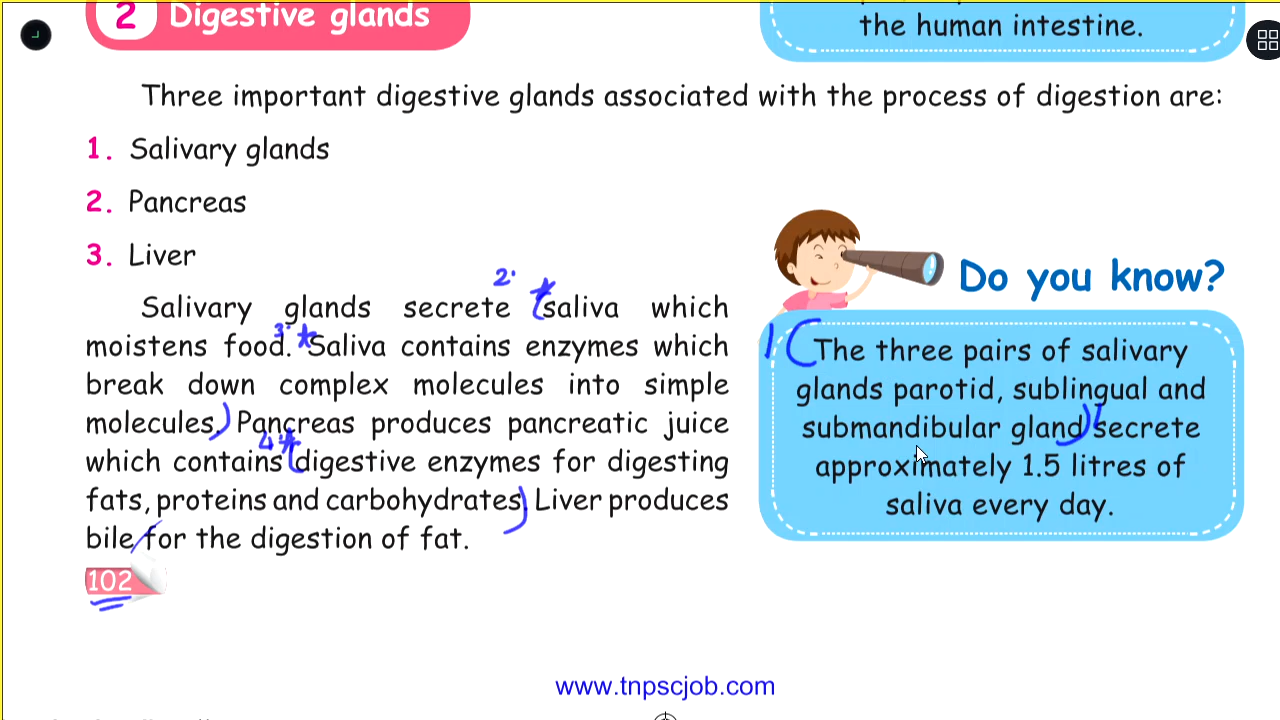 2 Digestive glands
the human intestine.
Three important digestive glands associated with the process of digestion are:
1. Salivary glands
2. Pancreas
3. Liver
2.
Salivary glands secrete saliva which
3.
moistens food. Saliva contains enzymes which
break down complex molecules into simple
molecules. Pancreas produces pancreatic juice
4.
which contains digestive enzymes for digesting
fats, proteins and carbohydrates. Liver produces
bile for the digestion of fat.
102
Do you know?
1
The three pairs of salivary
glands parotid, sublingual and
submandibular gland secrete
approximately 1.5 litres of
saliva every day.
www.tnpscjob.com